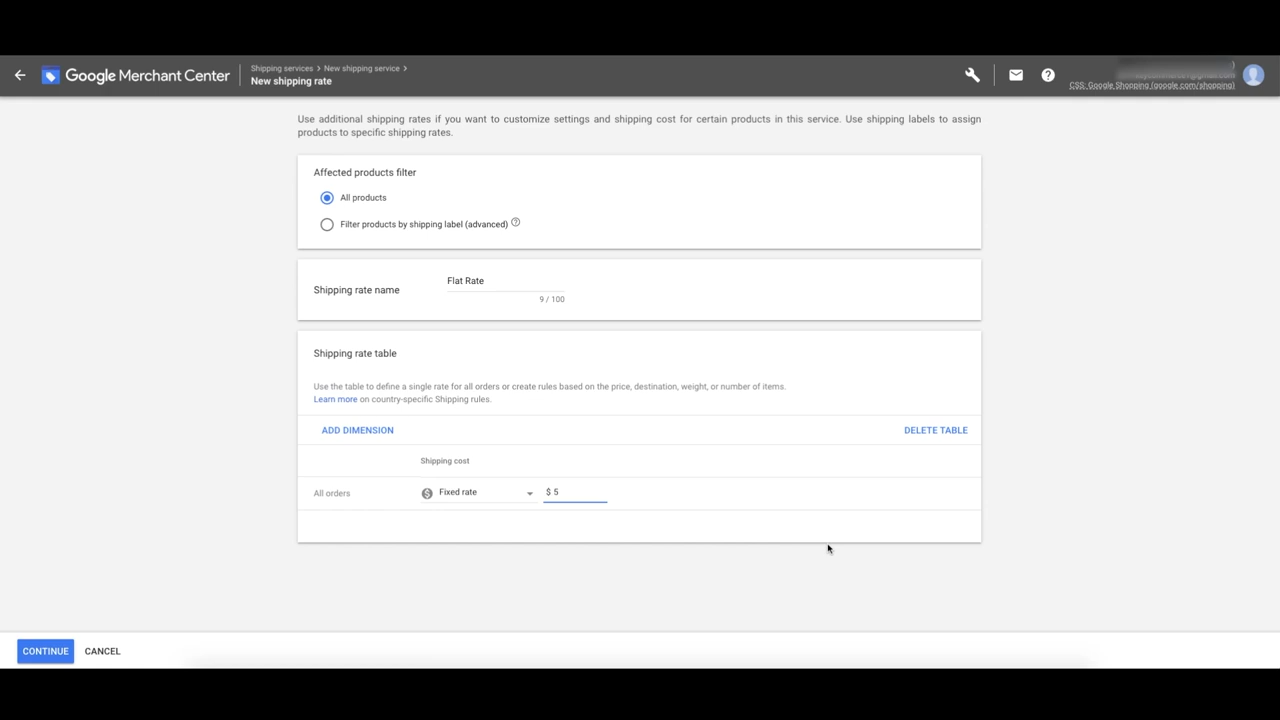 Google Merchant Center
Shipping services > New shipping service >
New shipping rate
CSS: Google Shopping (google.com/shopping)
Use additional shipping rates if you want to customize settings and shipping cost for certain products in this service. Use shipping labels to assign
products to specific shipping rates.
Affected products filter
All products
Filter products by shipping label (advanced)
Shipping rate name
Flat Rate
9 / 100
Shipping rate table
Use the table to define a single rate for all orders or create rules based on the price, destination, weight, or number of items.
Learn more on country-specific Shipping rules.
ADD DIMENSION
DELETE TABLE
Shipping cost
All orders
Fixed rate
$ 5
CONTINUE
CANCEL